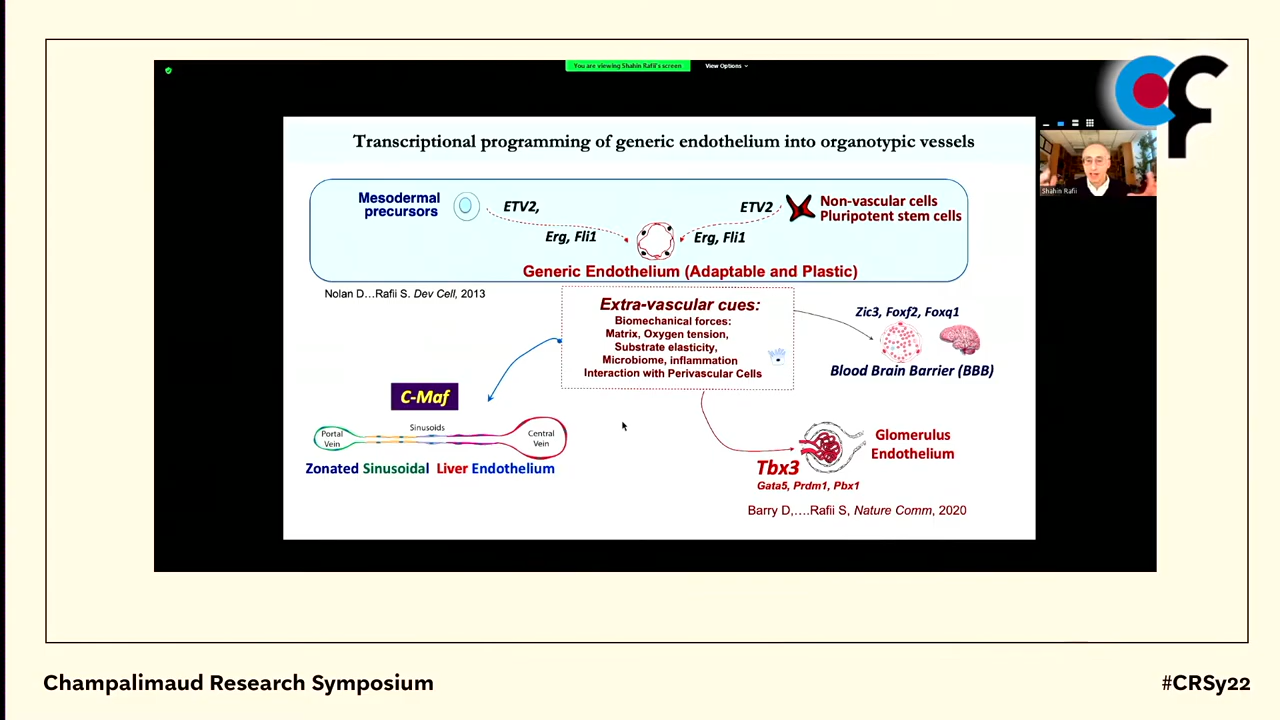 You are viewing Shahin Rafii's screen
View Options
Transcriptional programming of generic endothelium into organotypic vessels
Shahin Rafii
Mesodermal
precursors
ETV2,
Erg, Fli1
ETV2
Erg, Fli1
Non-vascular cells
Pluripotent stem cells
Generic Endothelium (Adaptable and Plastic)
Nolan D...Rafii S. Dev Cell, 2013
Extra-vascular cues:
Biomechanical forces:
Matrix, Oxygen tension,
Substrate elasticity,
Microbiome, inflammation
Interaction with Perivascular Cells
Zic3, Foxf2, Foxq1
Blood Brain Barrier (BBB)
C-Maf
Portal
Vein
Sinusoids
Central
Vein
Zonated Sinusoidal Liver Endothelium
Glomerulus
Endothelium
Tbx3
Gata5, Prdm1, Pbx1
Barry D,....Rafii S, Nature Comm, 2020
Champalimaud Research Symposium
#CRSy22